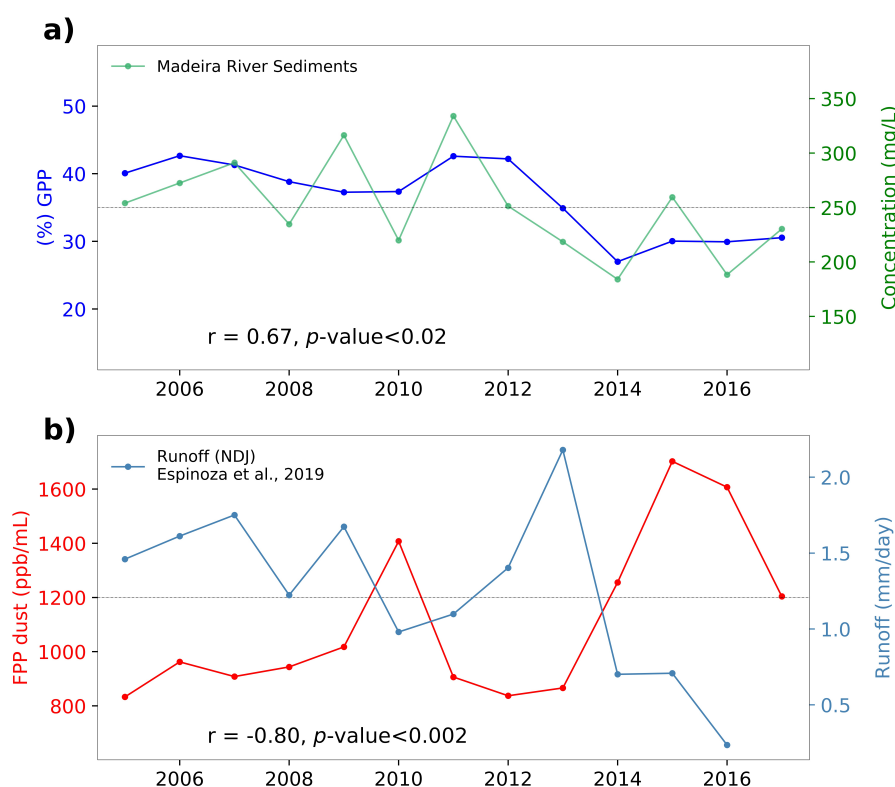 a)
Madeira River Sediments
50
40
30
20
(%) GPP
350
300
250
200
150
Concentration (mg/L)
r = 0.67, p-value<0.02
2006 2008 2010 2012 2014 2016
b)
Runoff (NDJ)
Espinoza et al., 2019
1600
1400
1200
1000
800
FPP dust (ppb/mL)
2.0
1.5
1.0
0.5
Runoff (mm/day)
r = -0.80, p-value<0.002
2006 2008 2010 2012 2014 2016